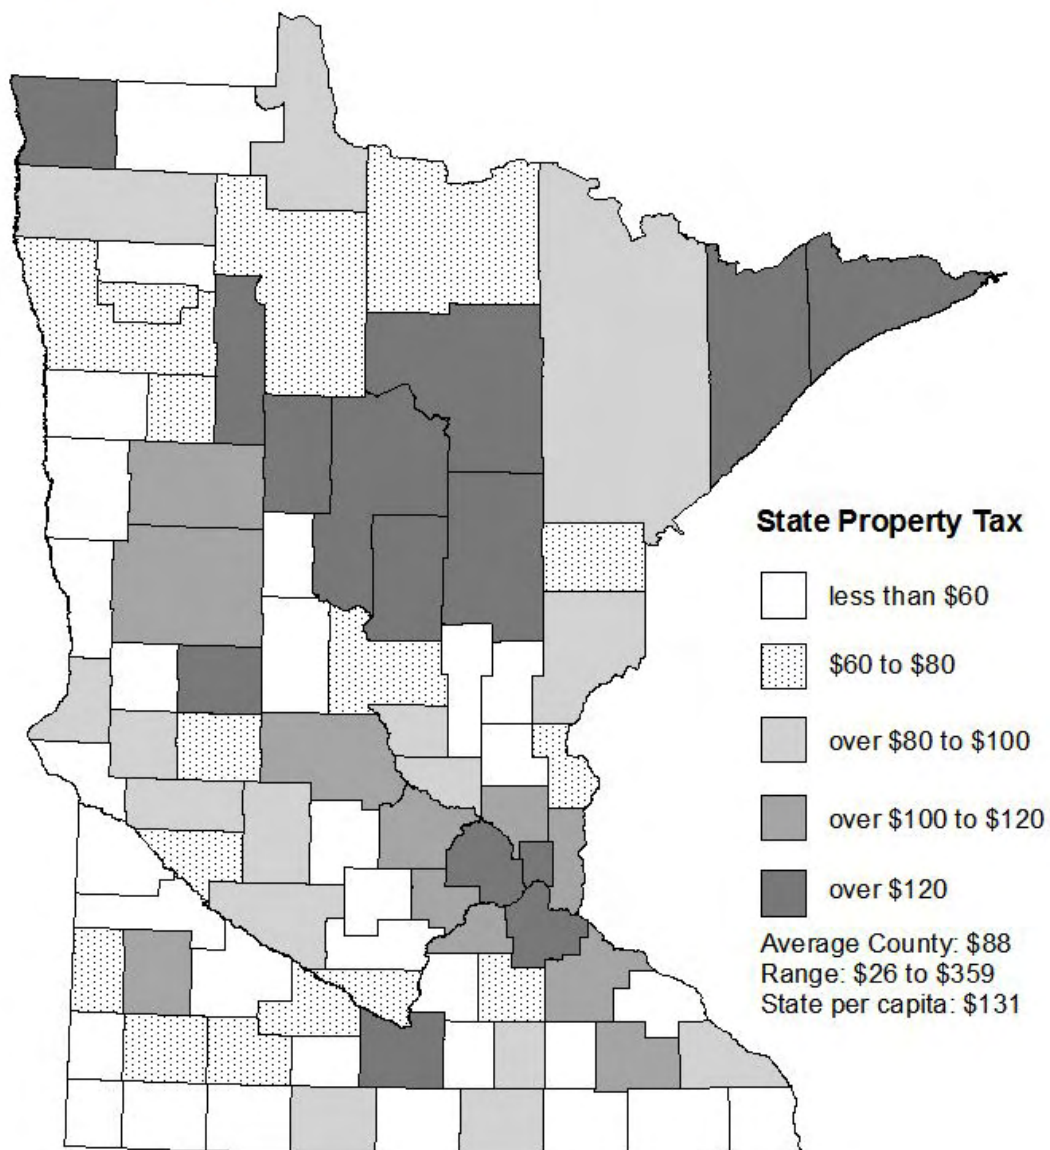 State Property Tax
less than $60
$60 to $80
over $80 to $100
over $100 to $120
over $120
Average County: $88
Range: $26 to $359
State per capita: $131